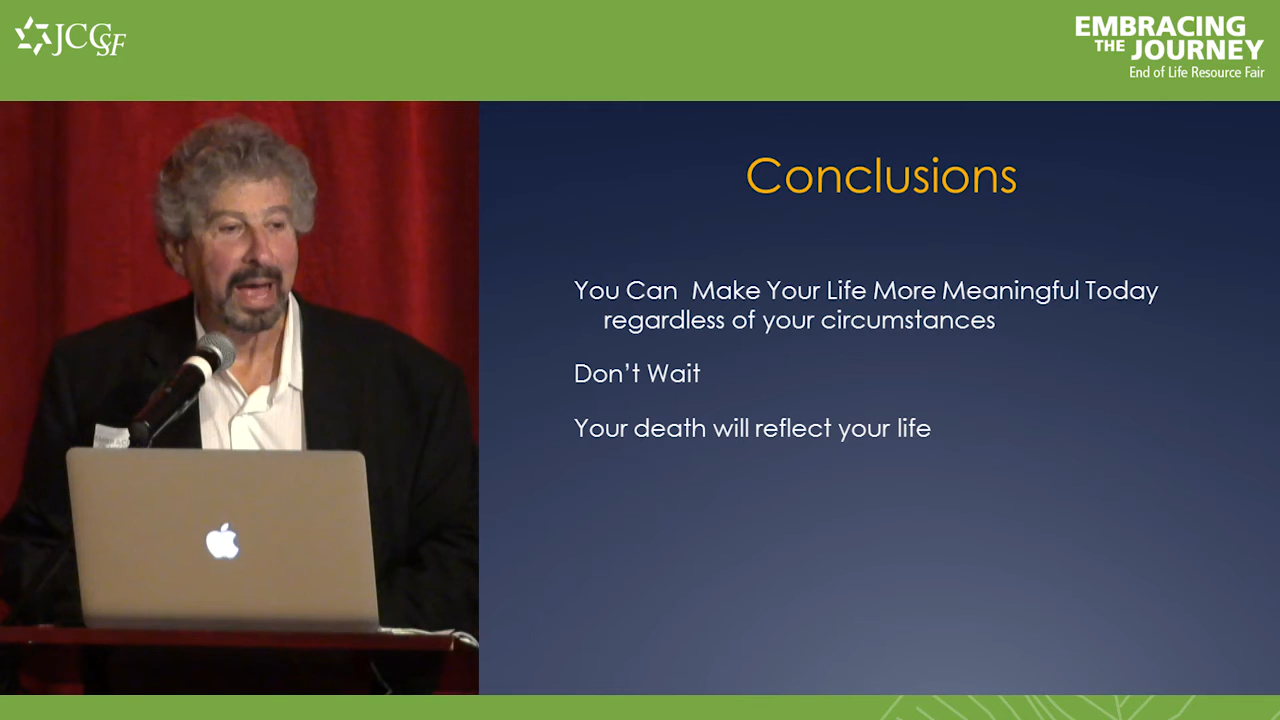 JCCSF
EMBRACING
THE JOURNEY
End of Life Resource Fair
Conclusions
You Can  Make Your Life More Meaningful Today
regardless of your circumstances
Don't Wait
Your death will reflect your life